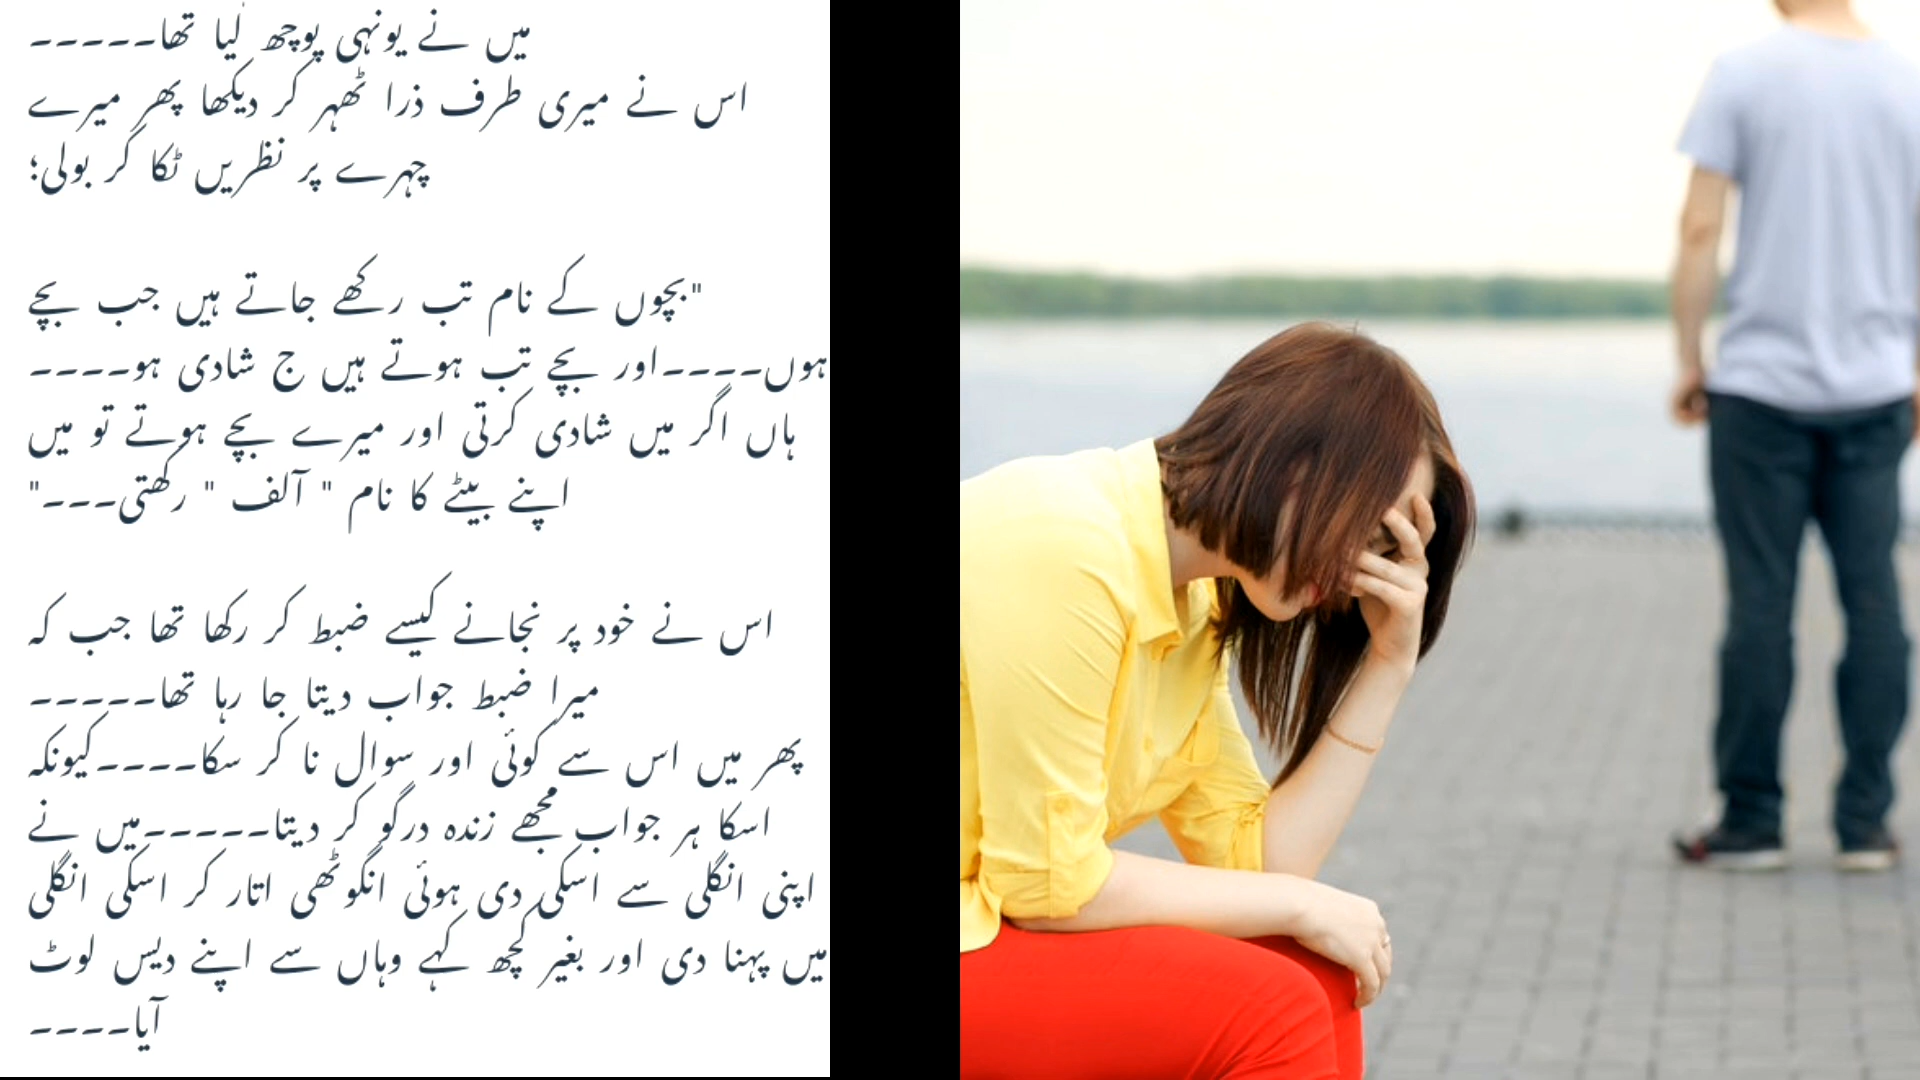 میں نے یونہی پوچھ لیا تھا۔۔۔۔۔
اس نے میری طرف ذرا ٹھہر کر دیکھا پھر میرے
چہرے پر نظریں ٹکا کر بولی؛
"بچوں کے نام تب رکھے جاتے ہیں جب بچے
ہوں۔۔۔۔اور بچے تب ہوتے ہیں ج شادی ہو۔۔۔۔
ہاں اگر میں شادی کرتی اور میرے بچے ہوتے تو میں
اپنے بیٹے کا نام " آلف " رکھتی۔۔۔"
اس نے خود پر نجانے کیسے ضبط کر رکھا تھا جب کہ
میرا ضبط جواب دیتا جا رہا تھا۔۔۔۔۔
پھر میں اس سے کوئی اور سوال نا کر سکا۔۔۔۔کیونکہ
اسکا ہر جواب مجھے زندہ درگو کر دیتا۔۔۔۔۔میں نے
اپنی انگلی سے اسکی دی ہوئی انگوٹھی اتار کر اسکی انگلی
میں پہنا دی اور بغیر کچھ کہے وہاں سے اپنے دیس لوٹ
آیا۔۔۔۔